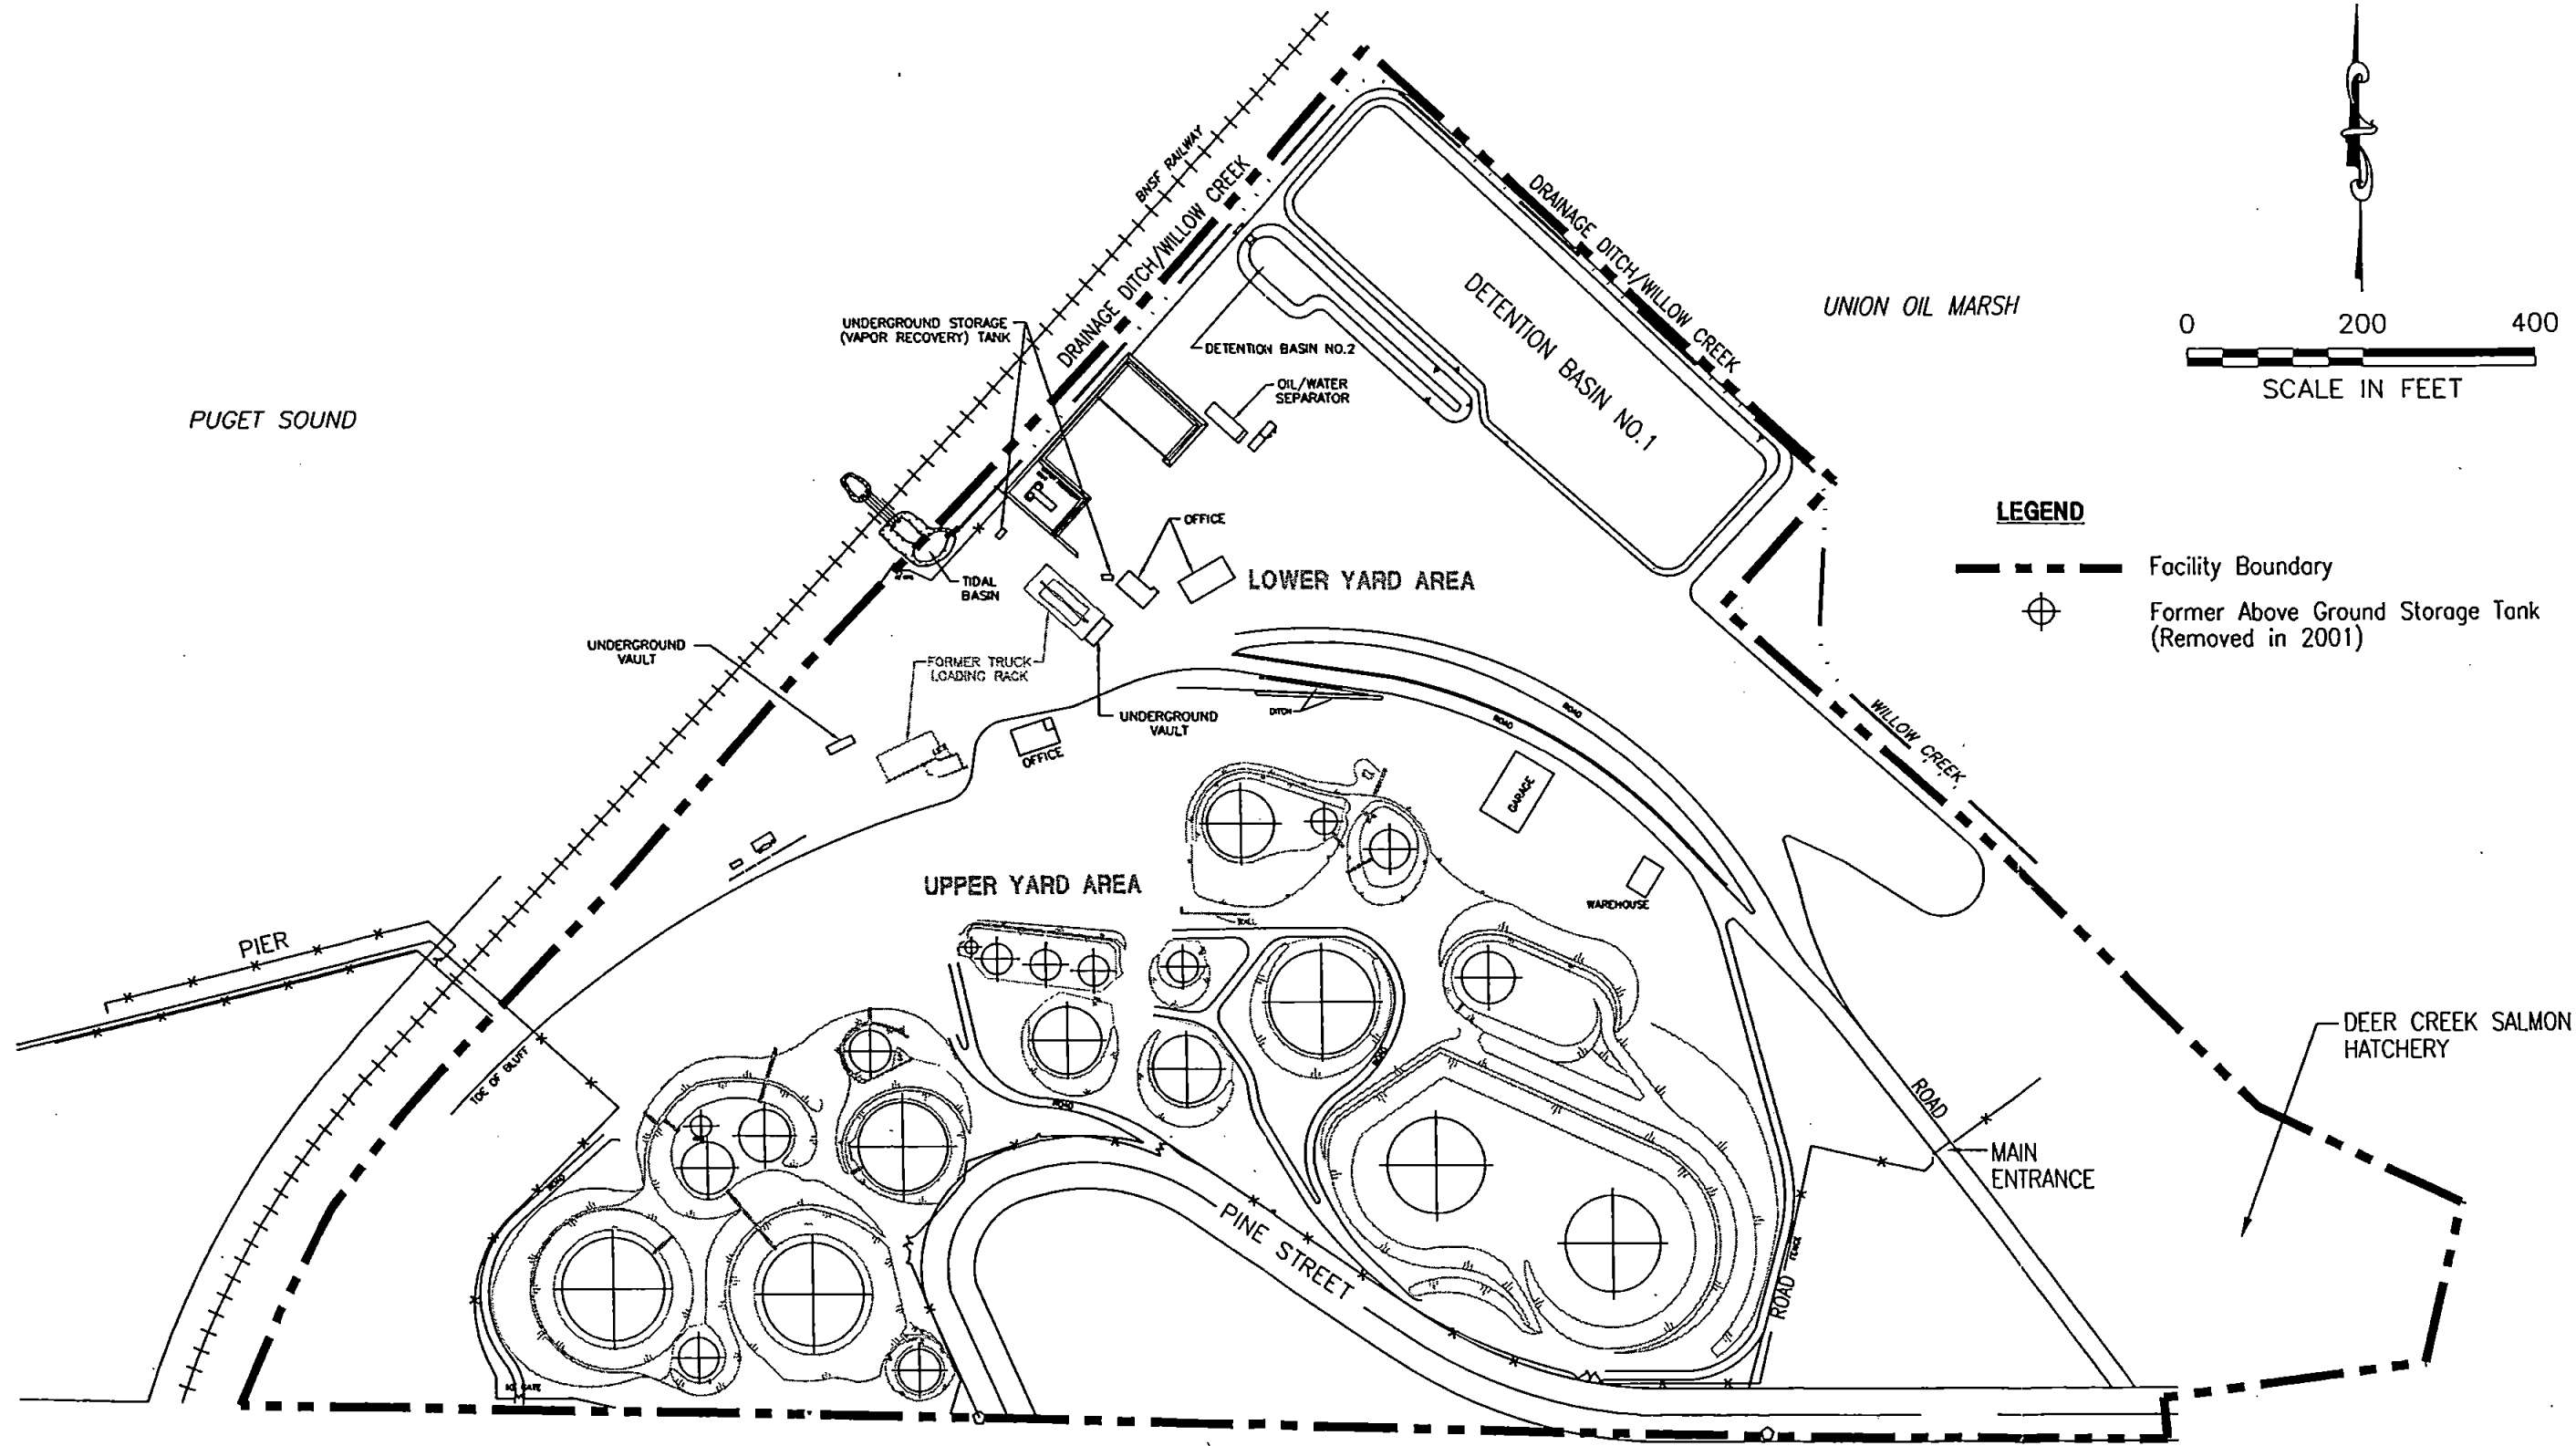 BNSF RAILWAY
DRAINAGE DITCH/WILLOW CREEK
DRAINAGE DITCH/WILLOW CREEK
UNION OIL MARSH
0 200 400
SCALE IN FEET
UNDERGROUND STORAGE
(VAPOR RECOVERY) TANK
DETENTION BASIN NO.2
DETENTION BASIN NO.1
OIL/WATER
SEPARATOR
PUGET SOUND
LEGEND
Facility Boundary
Former Above Ground Storage Tank
(Removed in 2001)
OFFICE
TIDAL
BASIN
LOWER YARD AREA
UNDERGROUND
VAULT
FORMER TRUCK
LOADING RACK
UNDERGROUND
VAULT
OFFICE
DITCH
ROAD
ROAD
WILLOW CREEK
GARAGE
WAREHOUSE
UPPER YARD AREA
PIER
TOE OF BLUFF
ROAD
ROAD
ROAD
ROAD
DEER CREEK SALMON
HATCHERY
MAIN
ENTRANCE
PINE STREET
ROAD
FENCE